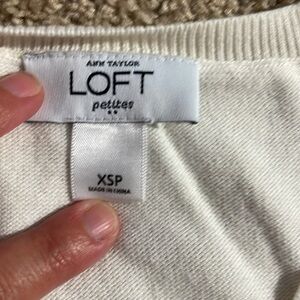 ANN TAYLOR
LOFT
petites
XSP
MADE IN CHINA